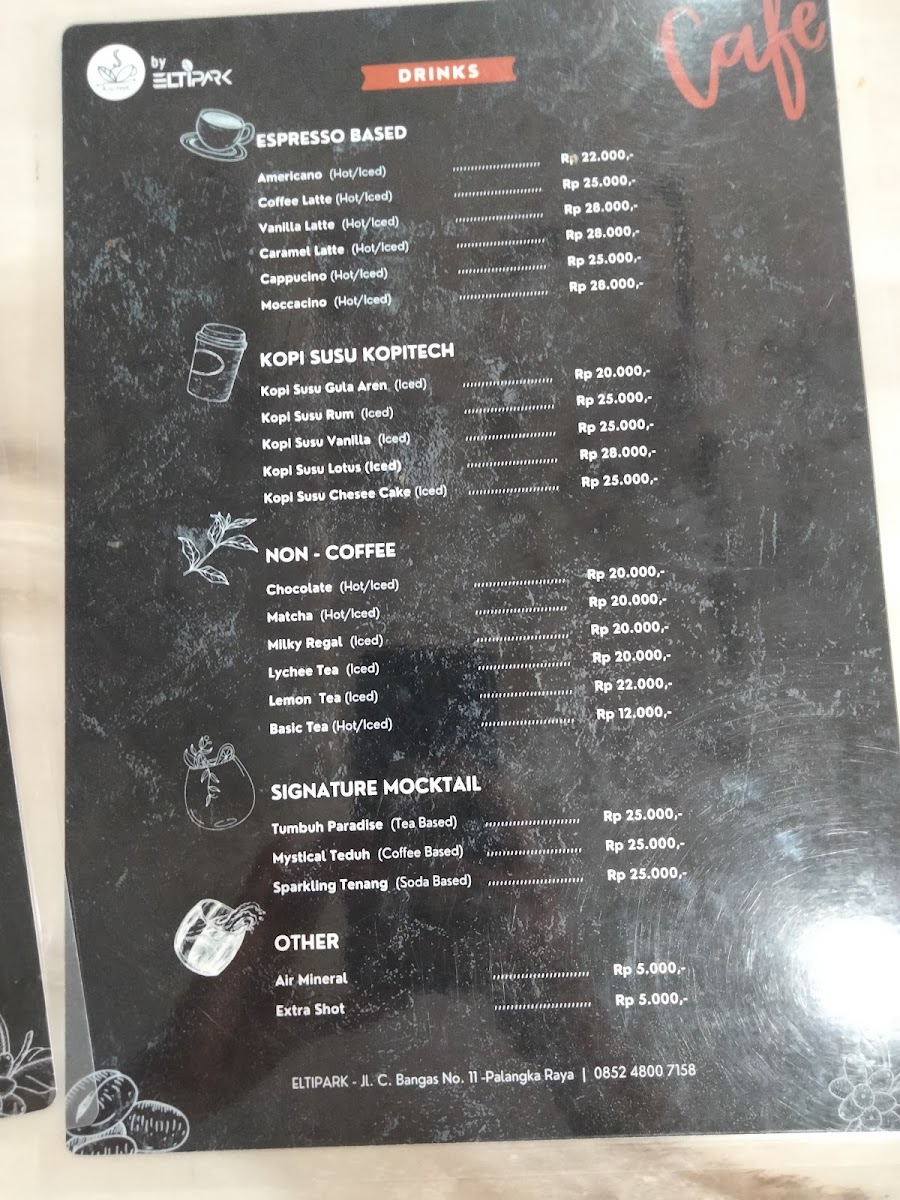 Cafe
by
ELTIPARK
DRINKS
ESPRESSO BASED
Americano (Hot/Iced) Rp 22.000,-
Coffee Latte (Hot/Iced) Rp 25.000,-
Vanilla Latte (Hot/Iced) Rp 28.000,-
Caramel Latte (Hot/Iced) Rp 28.000,-
Cappucino (Hot/Iced) Rp 25.000,-
Moccacino (Hot/Iced) Rp 28.000,-
KOPI SUSU KOPITECH
Kopi Susu Gula Aren (Iced) Rp 20.000,-
Kopi Susu Rum (Iced) Rp 25.000,-
Kopi Susu Vanilla (Iced) Rp 25.000,-
Kopi Susu Lotus (Iced) Rp 28.000,-
Kopi Susu Chesee Cake (Iced) Rp 25.000,-
NON - COFFEE
Chocolate (Hot/Iced) Rp 20.000,-
Matcha (Hot/Iced) Rp 20.000,-
Milky Regal (Iced) Rp 20.000,-
Lychee Tea (Iced) Rp 20.000,-
Lemon Tea (Iced) Rp 22.000,-
Basic Tea (Hot/Iced) Rp 12.000,-
SIGNATURE MOCKTAIL
Tumbuh Paradise (Tea Based) Rp 25.000,-
Mystical Teduh (Coffee Based) Rp 25.000,-
Sparkling Tenang (Soda Based) Rp 25.000,-
OTHER
Air Mineral Rp 5.000,-
Extra Shot Rp 5.000,-
ELTIPARK - Jl. C. Bangas No. 11 -Palangka Raya | 0852 4800 7158